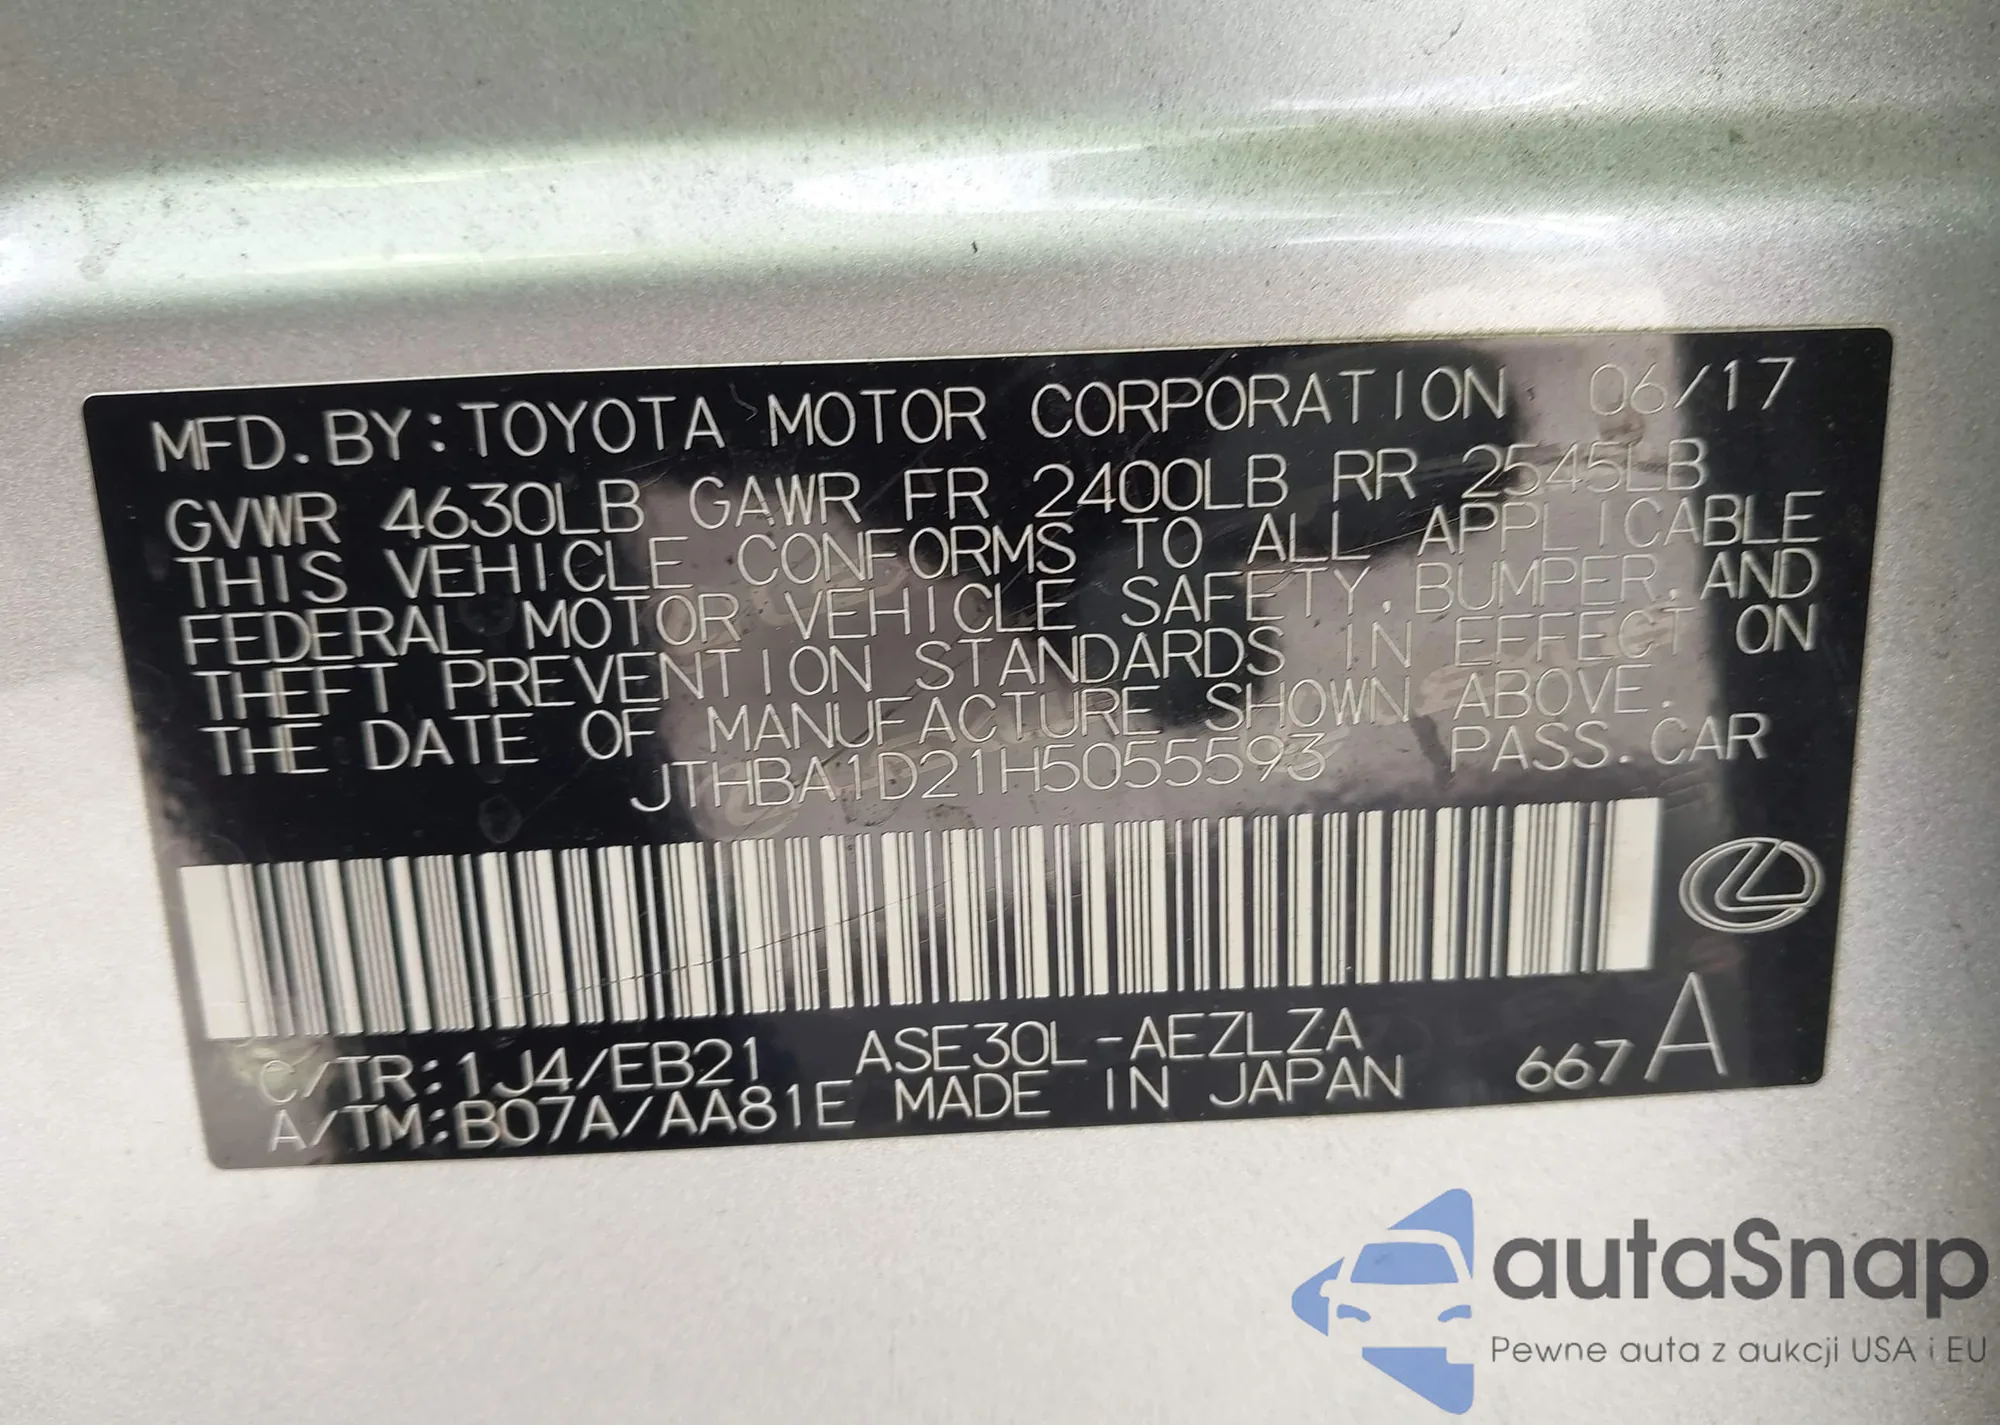 MFD. BY: TOYOTA MOTOR CORPORATION 06/17
GVWR 4630LB GAWR FR 2400LB RR 2545LB
THIS VEHICLE CONFORMS TO ALL APPLICABLE
FEDERAL MOTOR VEHICLE SAFETY, BUMPER, AND
THEFT PREVENTION STANDARDS IN EFFECT ON
THE DATE OF MANUFACTURE SHOWN ABOVE.
JTHBA1D21H5055593 PASS. CAR
C/TR: 1J4/EB21 ASE30L-AEZLZA
A/TM: B07A/AA81E MADE IN JAPAN 667 A
autaSnap
Pewne auta z aukcji USA i EU